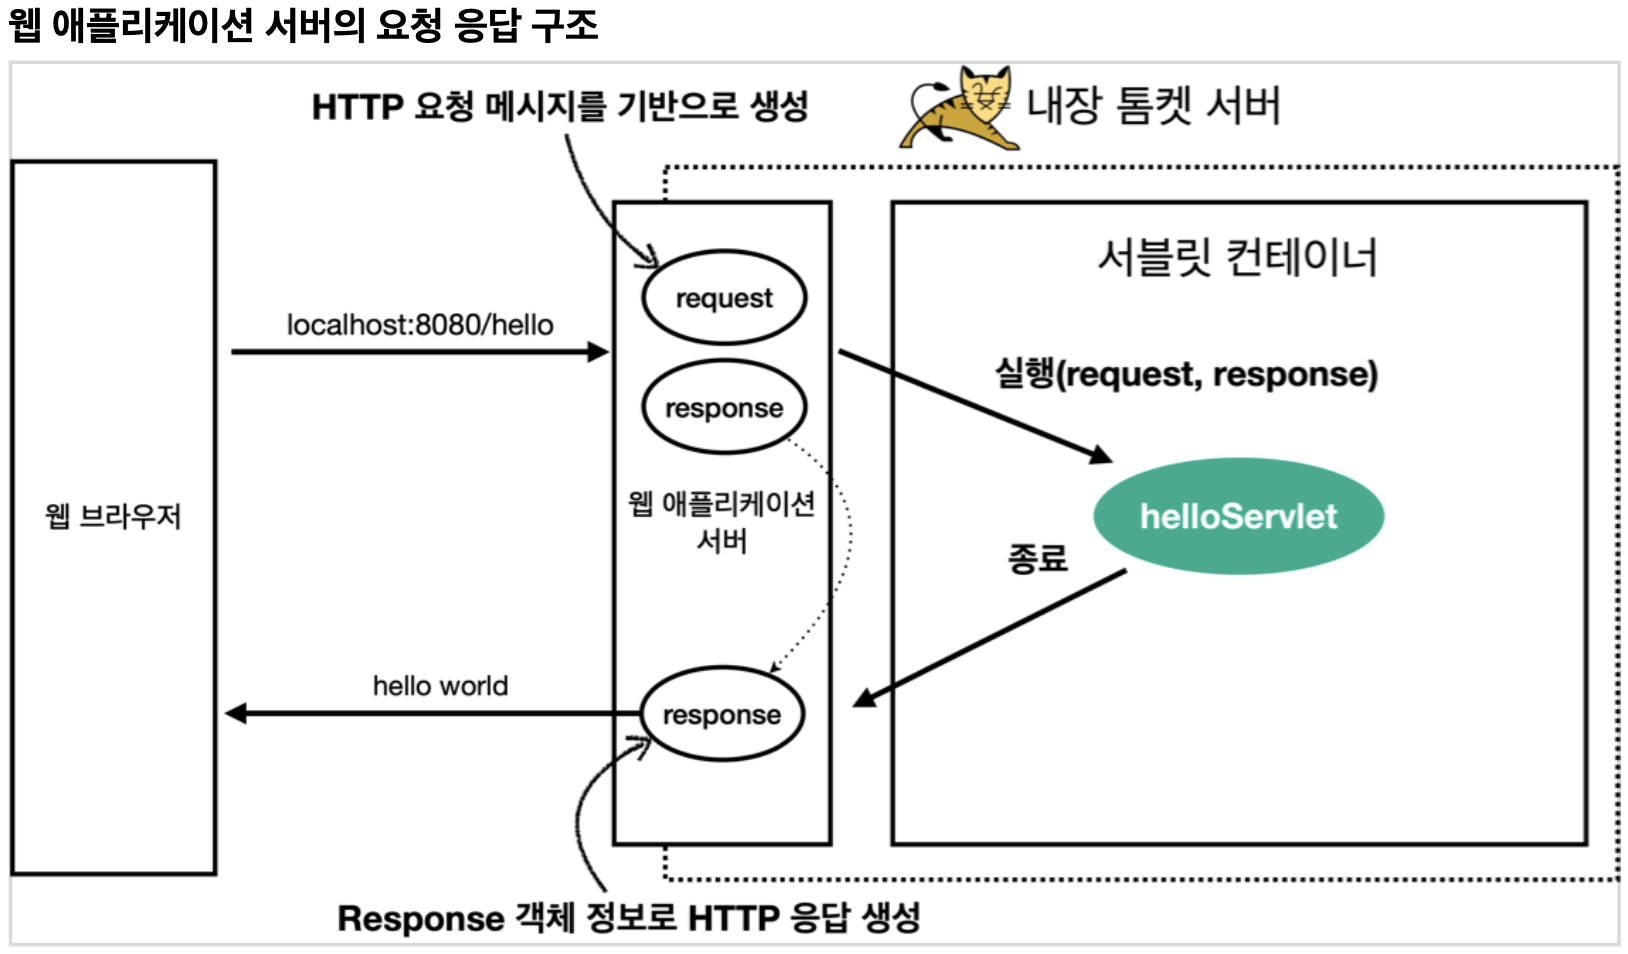 웹 애플리케이션 서버의 요청 응답 구조
HTTP 요청 메시지를 기반으로 생성
내장 톰켓 서버
서블릿 컨테이너
request
localhost:8080/hello
실행(request, response)
response
웹 브라우저
웹 애플리케이션
서버
helloServlet
종료
hello world
response
Response 객체 정보로 HTTP 응답 생성